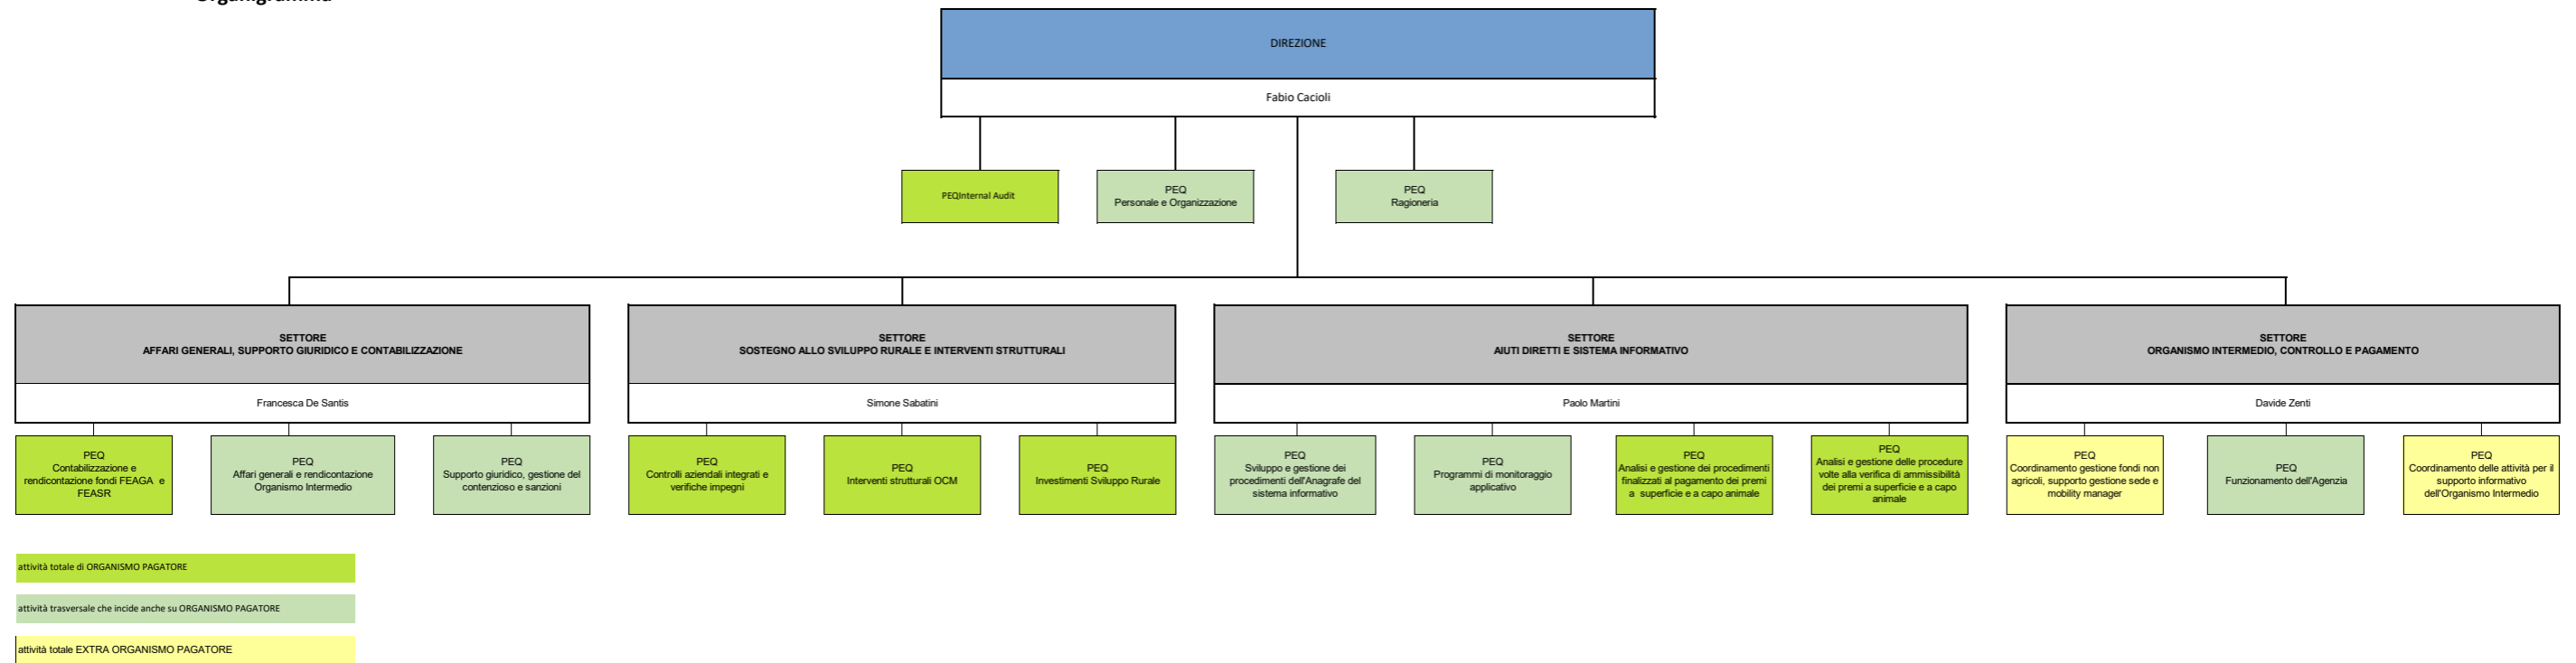 Organigramma
DIREZIONE
Fabio Cacioli
PEQInternal Audit
PEQ
Personale e Organizzazione
PEQ
Ragioneria
SETTORE
AFFARI GENERALI, SUPPORTO GIURIDICO E CONTABILIZZAZIONE
Francesca De Santis
SETTORE
SOSTEGNO ALLO SVILUPPO RURALE E INTERVENTI STRUTTURALI
Simone Sabatini
SETTORE
AIUTI DIRETTI E SISTEMA INFORMATIVO
Paolo Martini
SETTORE
ORGANISMO INTERMEDIO, CONTROLLO E PAGAMENTO
Davide Zenti
PEQ
Contabilizzazione e
rendicontazione fondi FEAGA e
FEASR
PEQ
Affari generali e rendicontazione
Organismo Intermedio
PEQ
Supporto giuridico, gestione del
contenzioso e sanzioni
PEQ
Controlli aziendali integrati e
verifiche impegni
PEQ
Interventi strutturali OCM
PEQ
Investimenti Sviluppo Rurale
PEQ
Sviluppo e gestione dei
procedimenti dell'Anagrafe del
sistema informativo
PEQ
Programmi di monitoraggio
applicativo
PEQ
Analisi e gestione dei procedimenti
finalizzati al pagamento dei premi
a superficie e a capo animale
PEQ
Analisi e gestione delle procedure
volte alla verifica di ammissibilità
dei premi a superficie e a capo
animale
PEQ
Coordinamento gestione fondi non
agricoli, supporto gestione sede e
mobility manager
PEQ
Funzionamento dell'Agenzia
PEQ
Coordinamento delle attività per il
supporto informativo
dell'Organismo Intermedio
attività totale di ORGANISMO PAGATORE
attività trasversale che incide anche su ORGANISMO PAGATORE
attività totale EXTRA ORGANISMO PAGATORE